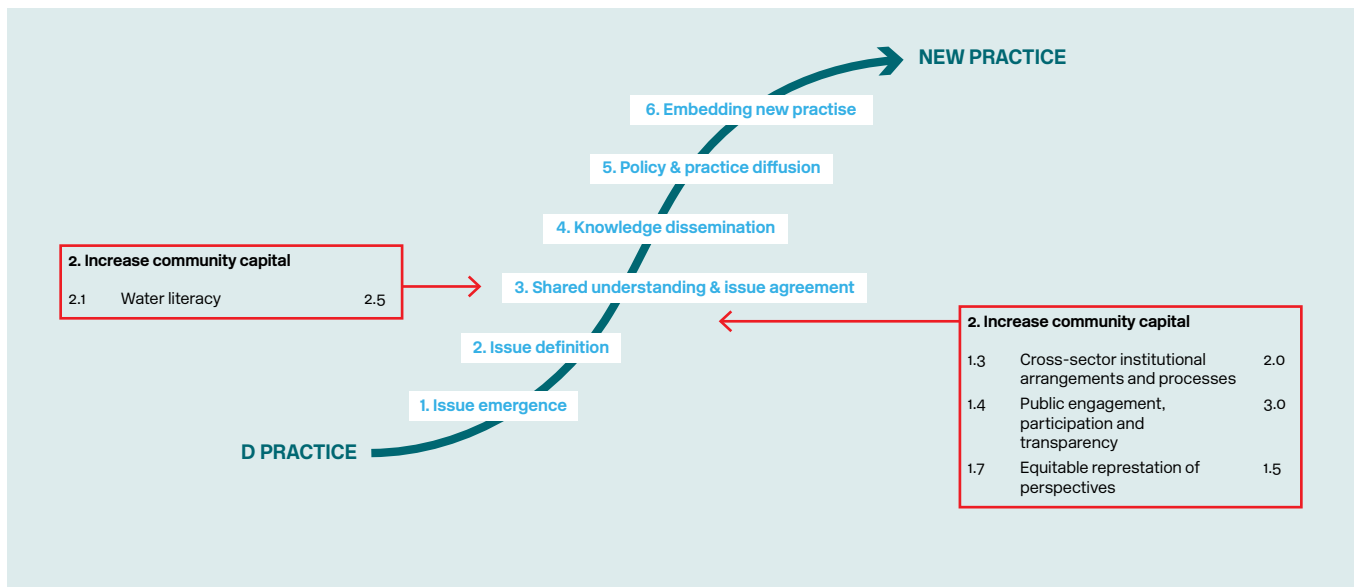 NEW PRACTICE
6. Embedding new practise
5. Policy & practice diffusion
4. Knowledge dissemination
2. Increase community capital
2.1 Water literacy 2.5
3. Shared understanding & issue agreement
2. Increase community capital
1.3 Cross-sector institutional 2.0
arrangements and processes
1.4 Public engagement, 3.0
participation and
transparency
1.7 Equitable represtation of 1.5
perspectives
2. Issue definition
1. Issue emergence
D PRACTICE